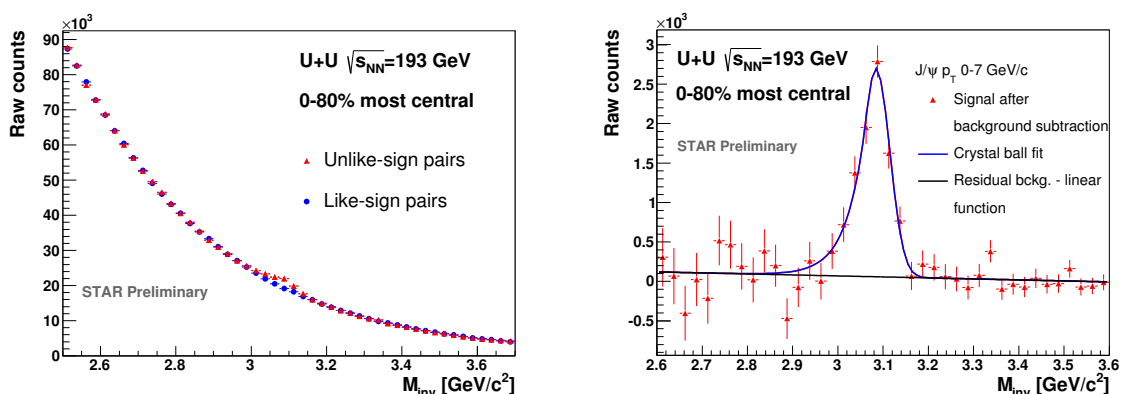 ×10³
Raw counts
90
80
70
60
50
40
30
20
10
0
U+U √s_NN=193 GeV
0-80% most central
Unlike-sign pairs
Like-sign pairs
STAR Preliminary
2.6 2.8 3 3.2 3.4 3.6
M_inv [GeV/c²]
×10³
Raw counts
3
2.5
2
1.5
1
0.5
0
-0.5
U+U √s_NN=193 GeV
0-80% most central
STAR Preliminary
J/ψ p_T 0-7 GeV/c
Signal after
background subtraction
Crystal ball fit
Residual bckg. - linear
function
2.6 2.7 2.8 2.9 3 3.1 3.2 3.3 3.4 3.5 3.6
M_inv [GeV/c²]